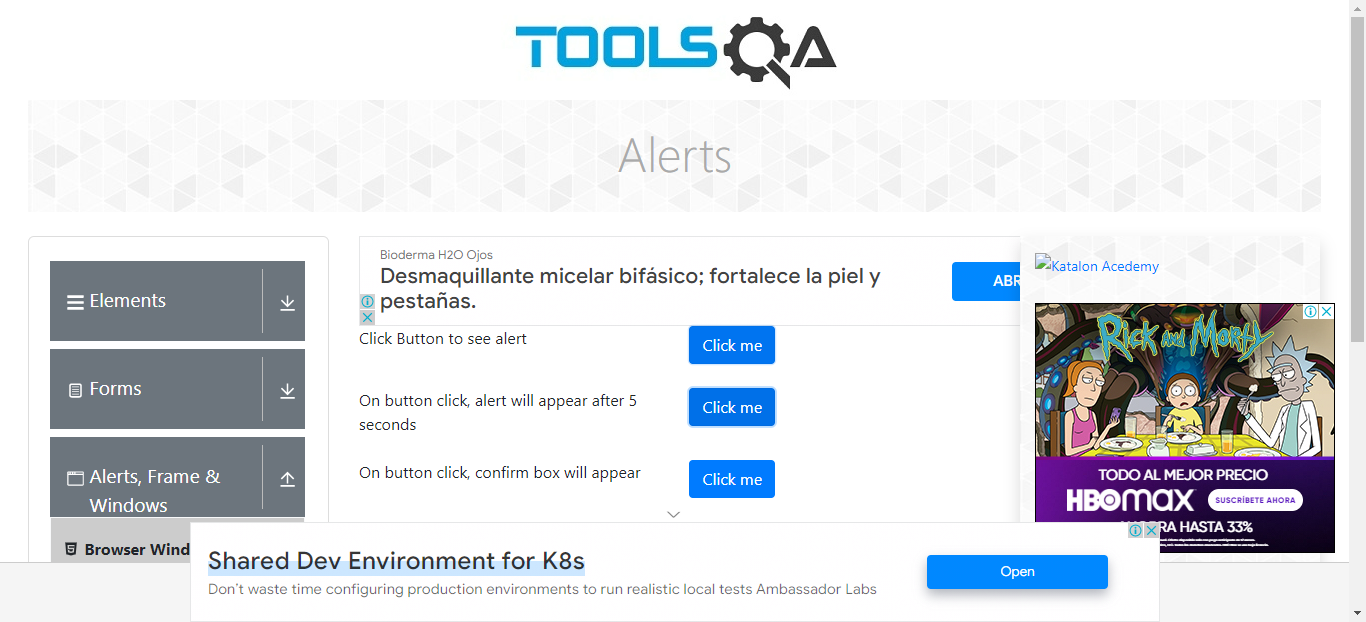 TOOLSQA
Alerts
Elements
Forms
Alerts, Frame &
Windows
Browser Wind
Bioderma H2O Ojos
Desmaquillante micelar bifásico; fortalece la piel y
pestañas.
ABR
Click Button to see alert
Click me
On button click, alert will appear after 5
seconds
Click me
On button click, confirm box will appear
Click me
Katalon Acedemy
Rick and Morty
TODO AL MEJOR PRECIO
HBOMAX
SUSCRÍBETE AHORA
RA HASTA 33%
Shared Dev Environment for K8s
Don't waste time configuring production environments to run realistic local tests Ambassador Labs
Open